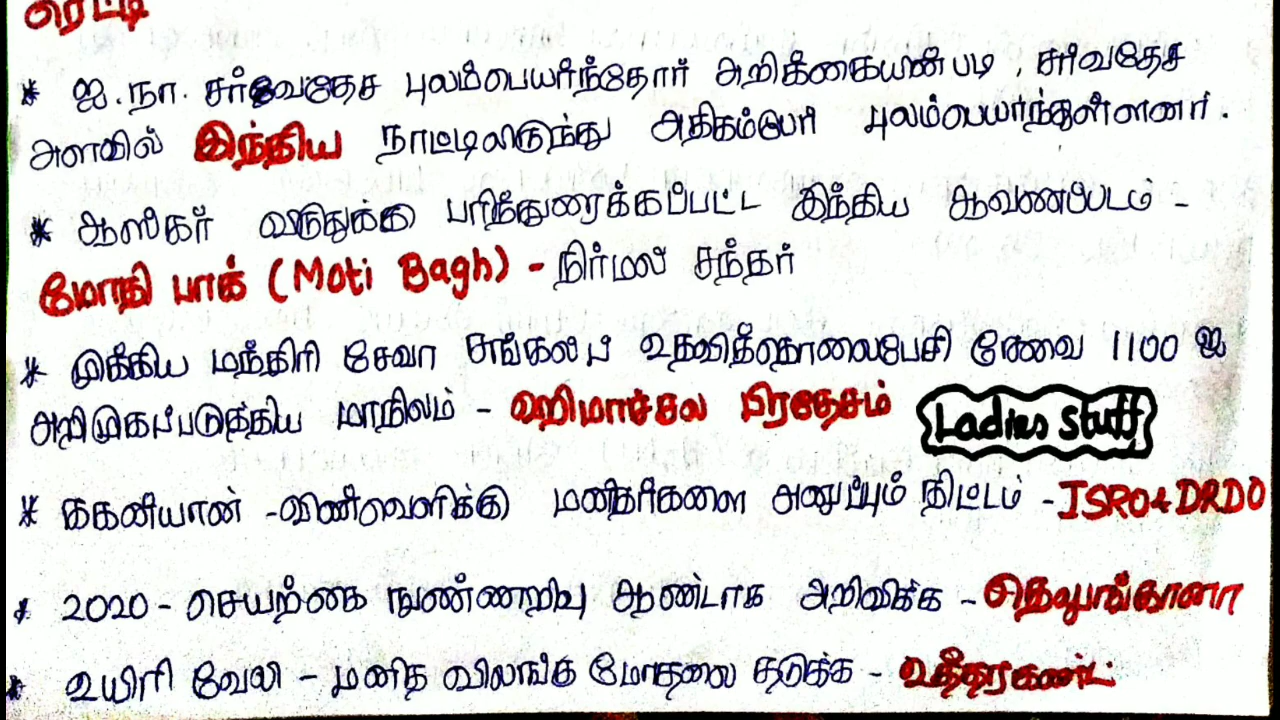 ரெட்டி
* ஐ.நா. சர்வதேச புலம்பெயர்ந்தோர் அறிக்கையின்படி, சர்வதேச
அளவில் இந்திய நாட்டிலிருந்து அதிகம்பேர் புலம்பெயர்ந்துள்ளனர்.
* ஆஸ்கர் விருதுக்கு பரிந்துரைக்கப்பட்ட இந்திய ஆவணப்படம் -
மோதி பாக் (Moti Bagh) - நிர்மல் சந்தர்
* முக்கிய மந்திரி சேவா சங்கல்ப் உதவித்தொலைபேசி சேவை 1100 ஐ
அறிமுகப்படுத்திய மாநிலம் - ஹிமாச்சல பிரதேசம்
Ladies Stuff
* ககனியான் - விண்வெளிக்கு மனிதர்களை அனுப்பும் திட்டம் - ISRO + DRDO
* 2020 - செயற்கை நுண்ணறிவு ஆண்டாக அறிவிக்க - தெலுங்கானா
* உயிரி வேலி - மனித விலங்கு மோதலை தடுக்க - உத்தரகண்ட்